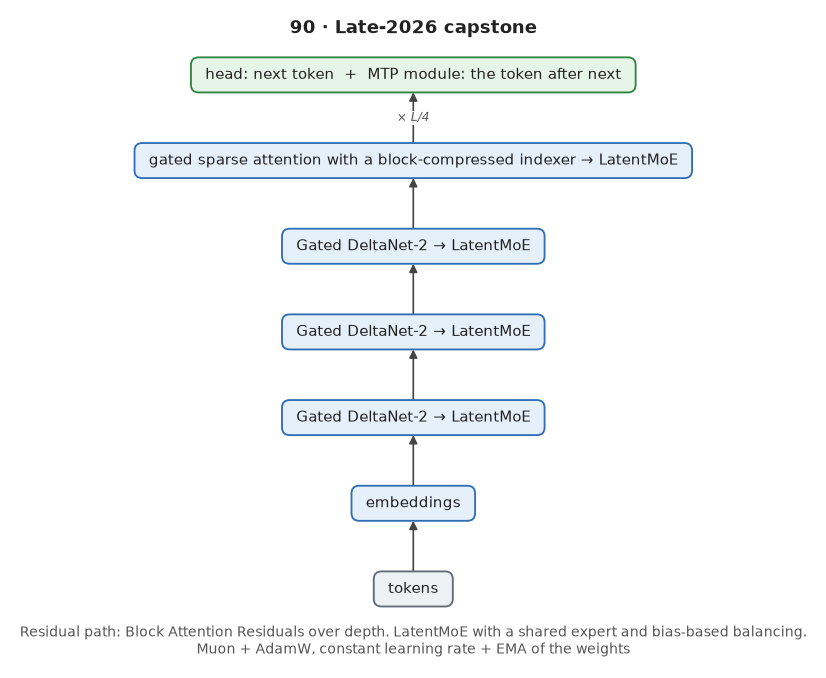 90 · Late-2026 capstone
head: next token + MTP module: the token after next
× L/4
gated sparse attention with a block-compressed indexer → LatentMoE
Gated DeltaNet-2 → LatentMoE
Gated DeltaNet-2 → LatentMoE
Gated DeltaNet-2 → LatentMoE
embeddings
tokens
Residual path: Block Attention Residuals over depth. LatentMoE with a shared expert and bias-based balancing.
Muon + AdamW, constant learning rate + EMA of the weights